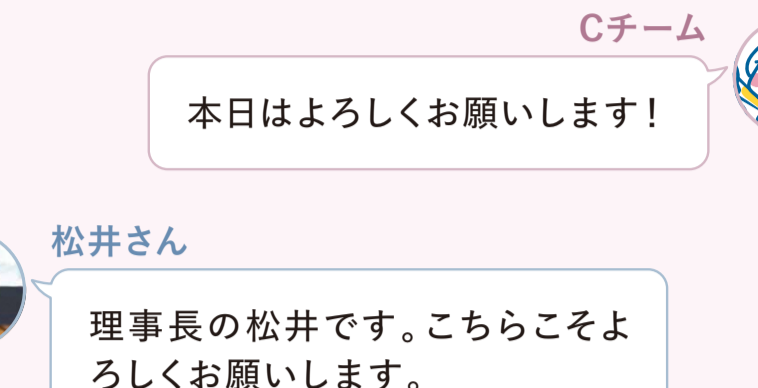 Cチーム
本日はよろしくお願いします！
松井さん
理事長の松井です。こちらこそよ
ろしくお願いします。